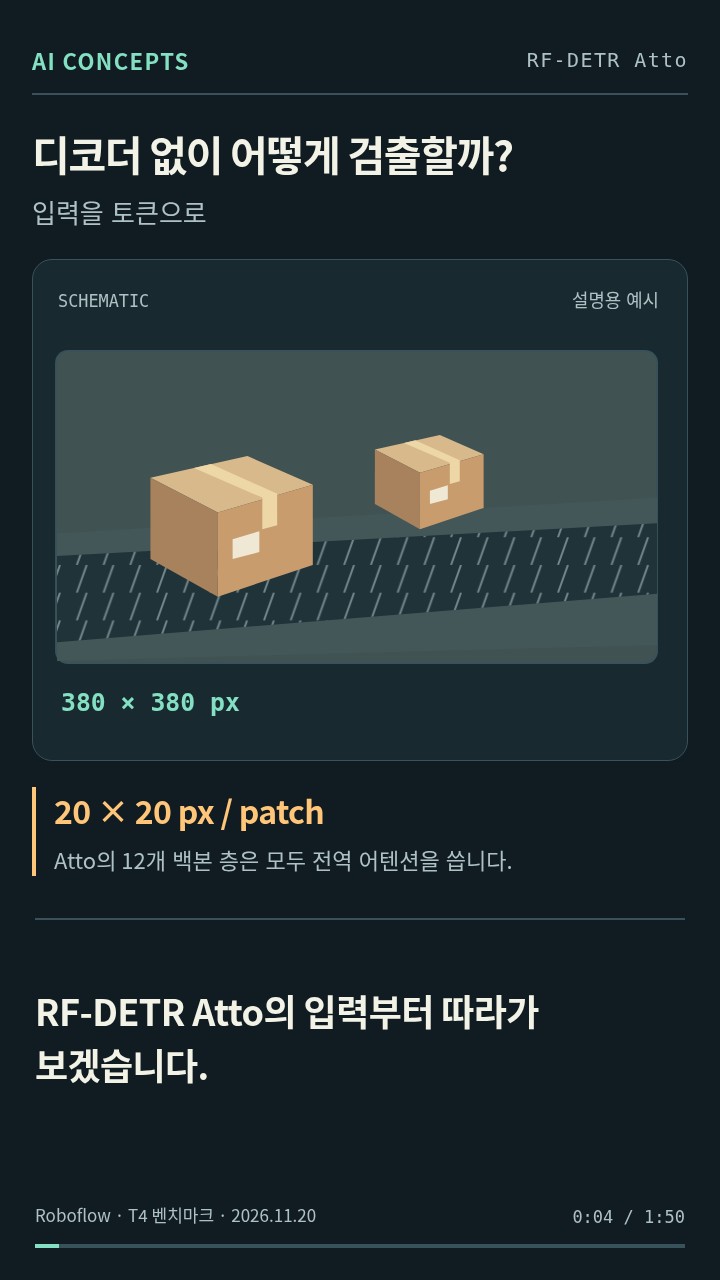 AI CONCEPTS
RF-DETR Atto
디코더 없이 어떻게 검출할까?
입력을 토큰으로
SCHEMATIC
설명용 예시
380 × 380 px
20 × 20 px / patch
Atto의 12개 백본 층은 모두 전역 어텐션을 씁니다.
RF-DETR Atto의 입력부터 따라가
보겠습니다.
Roboflow · T4 벤치마크 · 2026.11.20
0:04 / 1:50